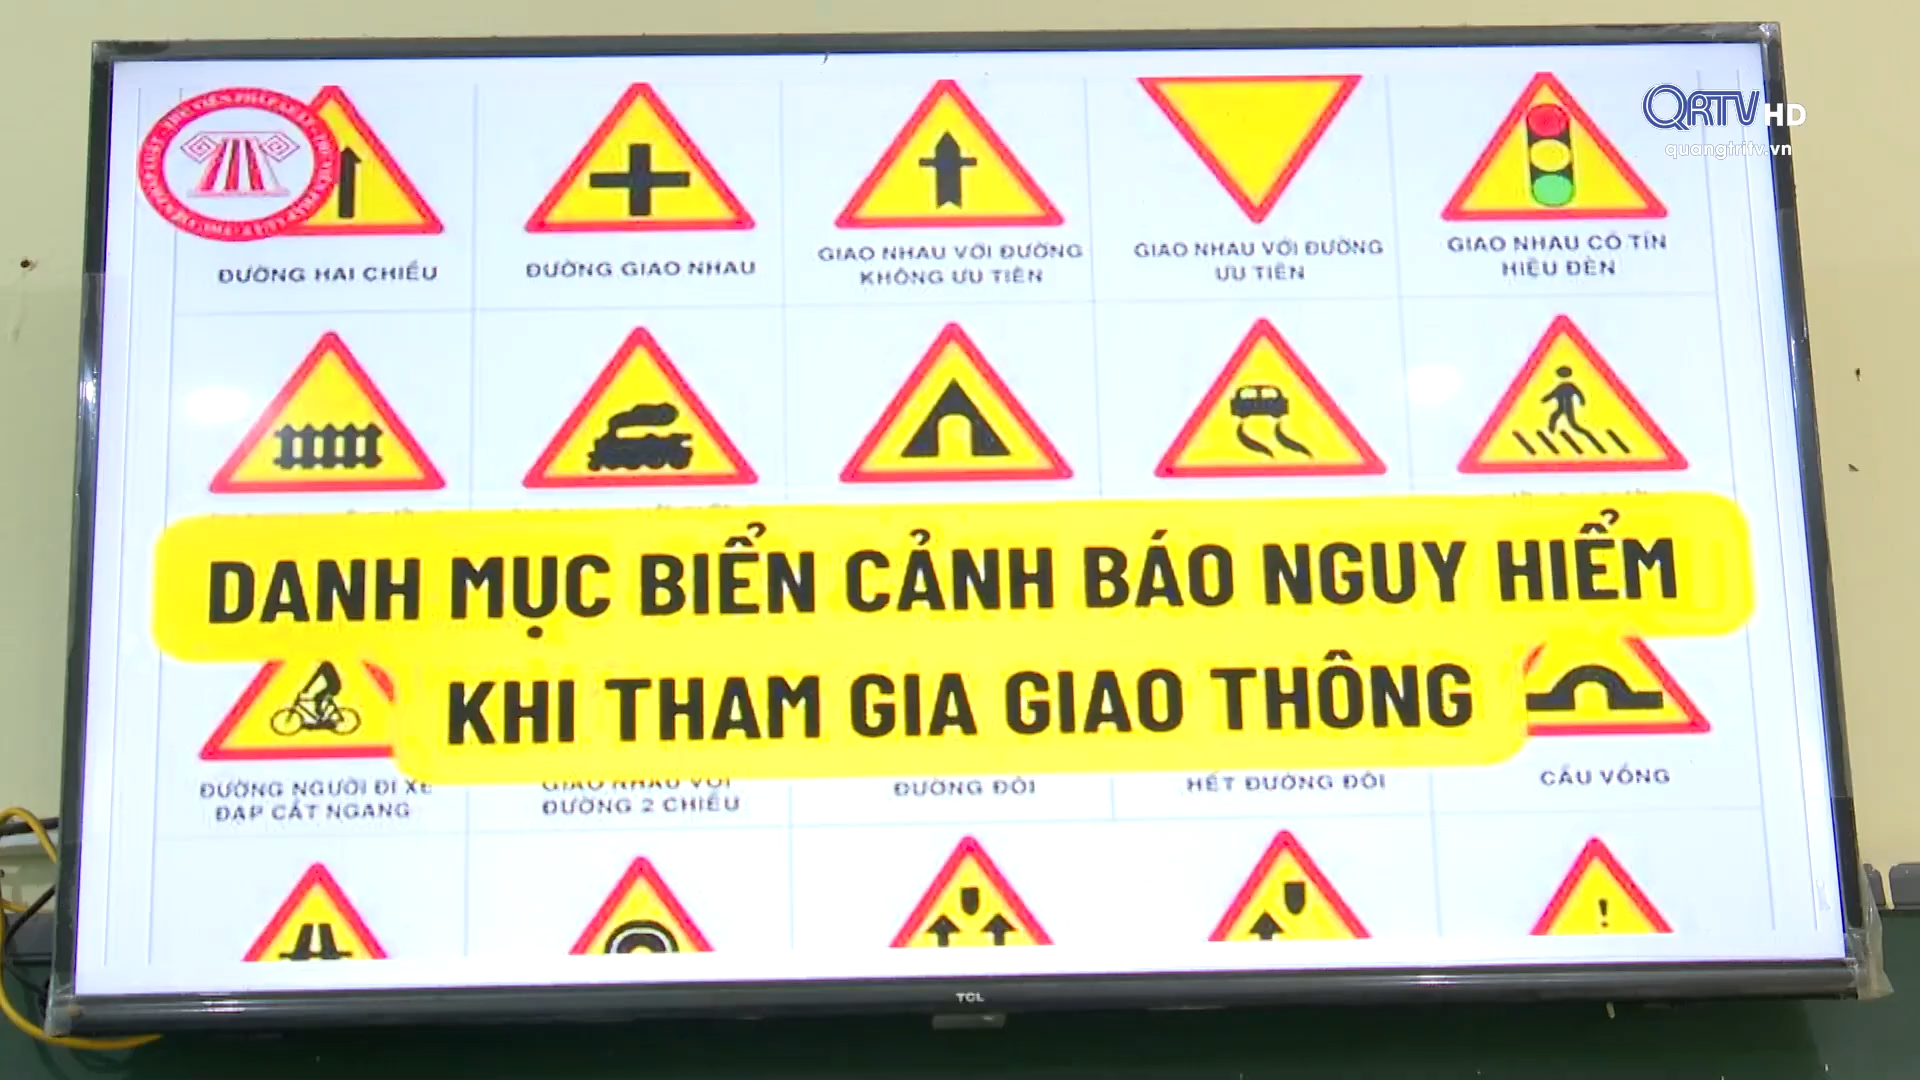 QRTV HD
quangtritv.vn
ĐƯỜNG HAI CHIỀU
ĐƯỜNG GIAO NHAU
GIAO NHAU VỚI ĐƯỜNG
KHÔNG ƯU TIÊN
GIAO NHAU VỚI ĐƯỜNG
ƯU TIÊN
GIAO NHAU CÓ TÍN
HIỆU ĐÈN
DANH MỤC BIỂN CẢNH BÁO NGUY HIỂM
KHI THAM GIA GIAO THÔNG
ĐƯỜNG NGƯỜI ĐI XE
ĐẠP CẮT NGANG
GIAO NHAU VỚI
ĐƯỜNG 2 CHIỀU
ĐƯỜNG ĐÔI
HẾT ĐƯỜNG ĐÔI
CẦU VỒNG
TCL